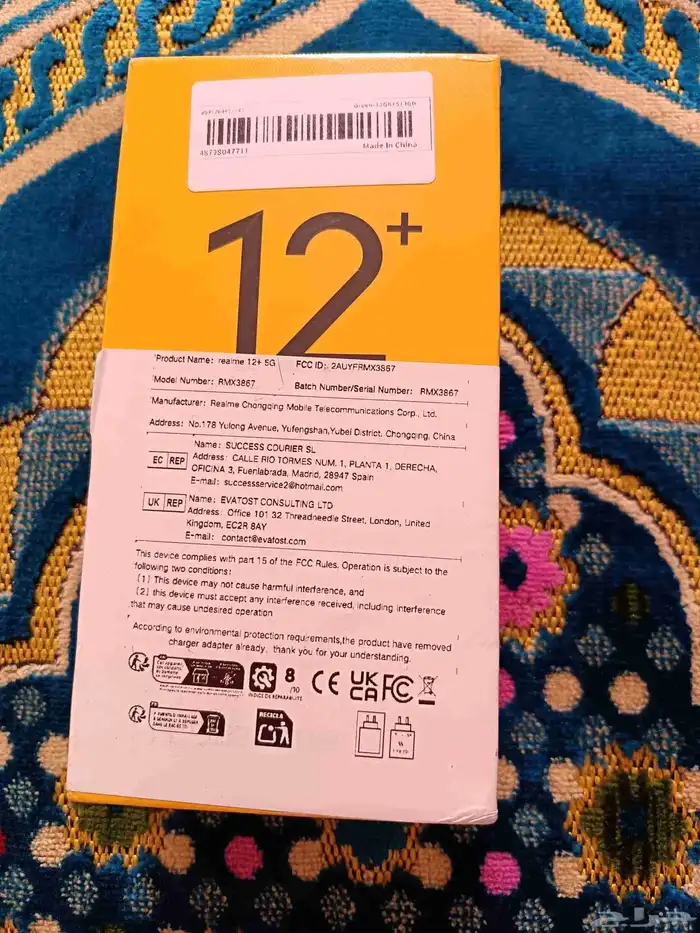 48738047711
Made In China
12+
Product Name: realme 12+ 5G
FCC ID: 2AUYFRMX3867
Model Number: RMX3867
Batch Number/Serial Number: RMX3867
Manufacturer: Realme Chongqing Mobile Telecommunications Corp., Ltd.
Address: No.178 Yulong Avenue, Yufengshan,Yubei District, Chongqing, China
EC REP
Name: SUCCESS COURIER SL
Address: CALLE RIO TORMES NUM. 1, PLANTA 1, DERECHA,
OFICINA 3, Fuenlabrada, Madrid, 28947 Spain
E-mail: successservice2@hotmail.com
UK REP
Name: EVATOST CONSULTING LTD
Address: Office 101 32 Threadneedle Street, London, United
Kingdom, EC2R 8AY
E-mail: contact@evatost.com
This device complies with part 15 of the FCC Rules. Operation is subject to the
following two conditions:
(1) This device may not cause harmful interference, and
(2) this device must accept any interference received, including interference
that may cause undesired operation
According to environmental protection requirements,the product have removed
charger adapter already, thank you for your understanding.
8
/10
INDICE DE REPARABILITE
CE UK CA FC
RECICLA
حراج